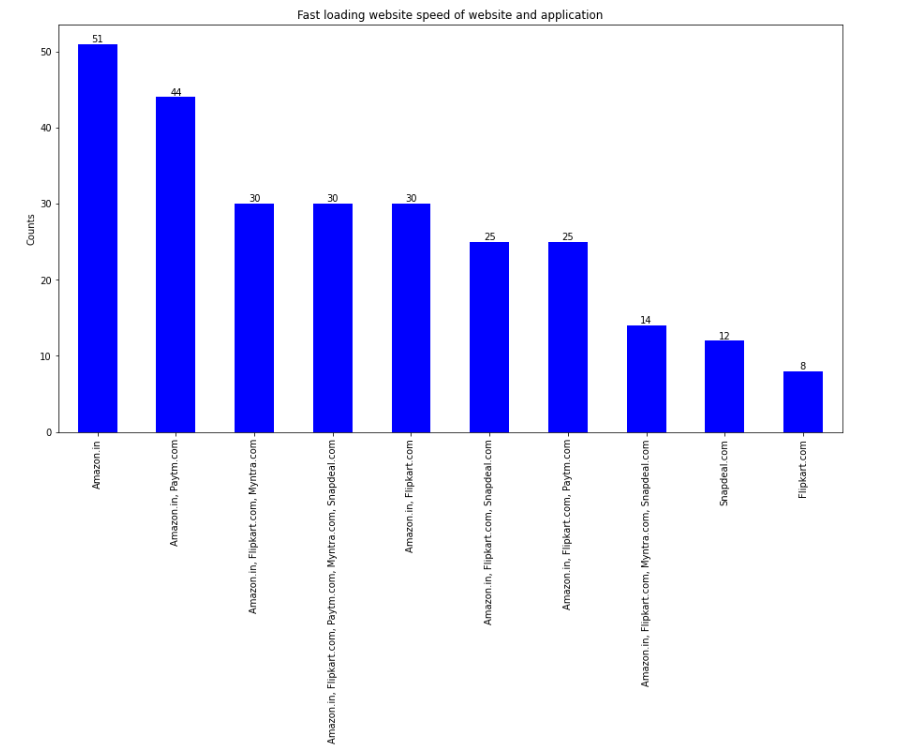 Fast loading website speed of website and application
51
44
30
30
30
25
25
14
12
8
Counts
50
40
30
20
10
0
Amazon.in
Amazon.in, Paytm.com
Amazon.in, Flipkart.com, Myntra.com
Amazon.in, Flipkart.com, Paytm.com, Myntra.com, Snapdeal.com
Amazon.in, Flipkart.com
Amazon.in, Flipkart.com, Snapdeal.com
Amazon.in, Flipkart.com, Paytm.com
Amazon.in, Flipkart.com, Myntra.com, Snapdeal.com
Snapdeal.com
Flipkart.com